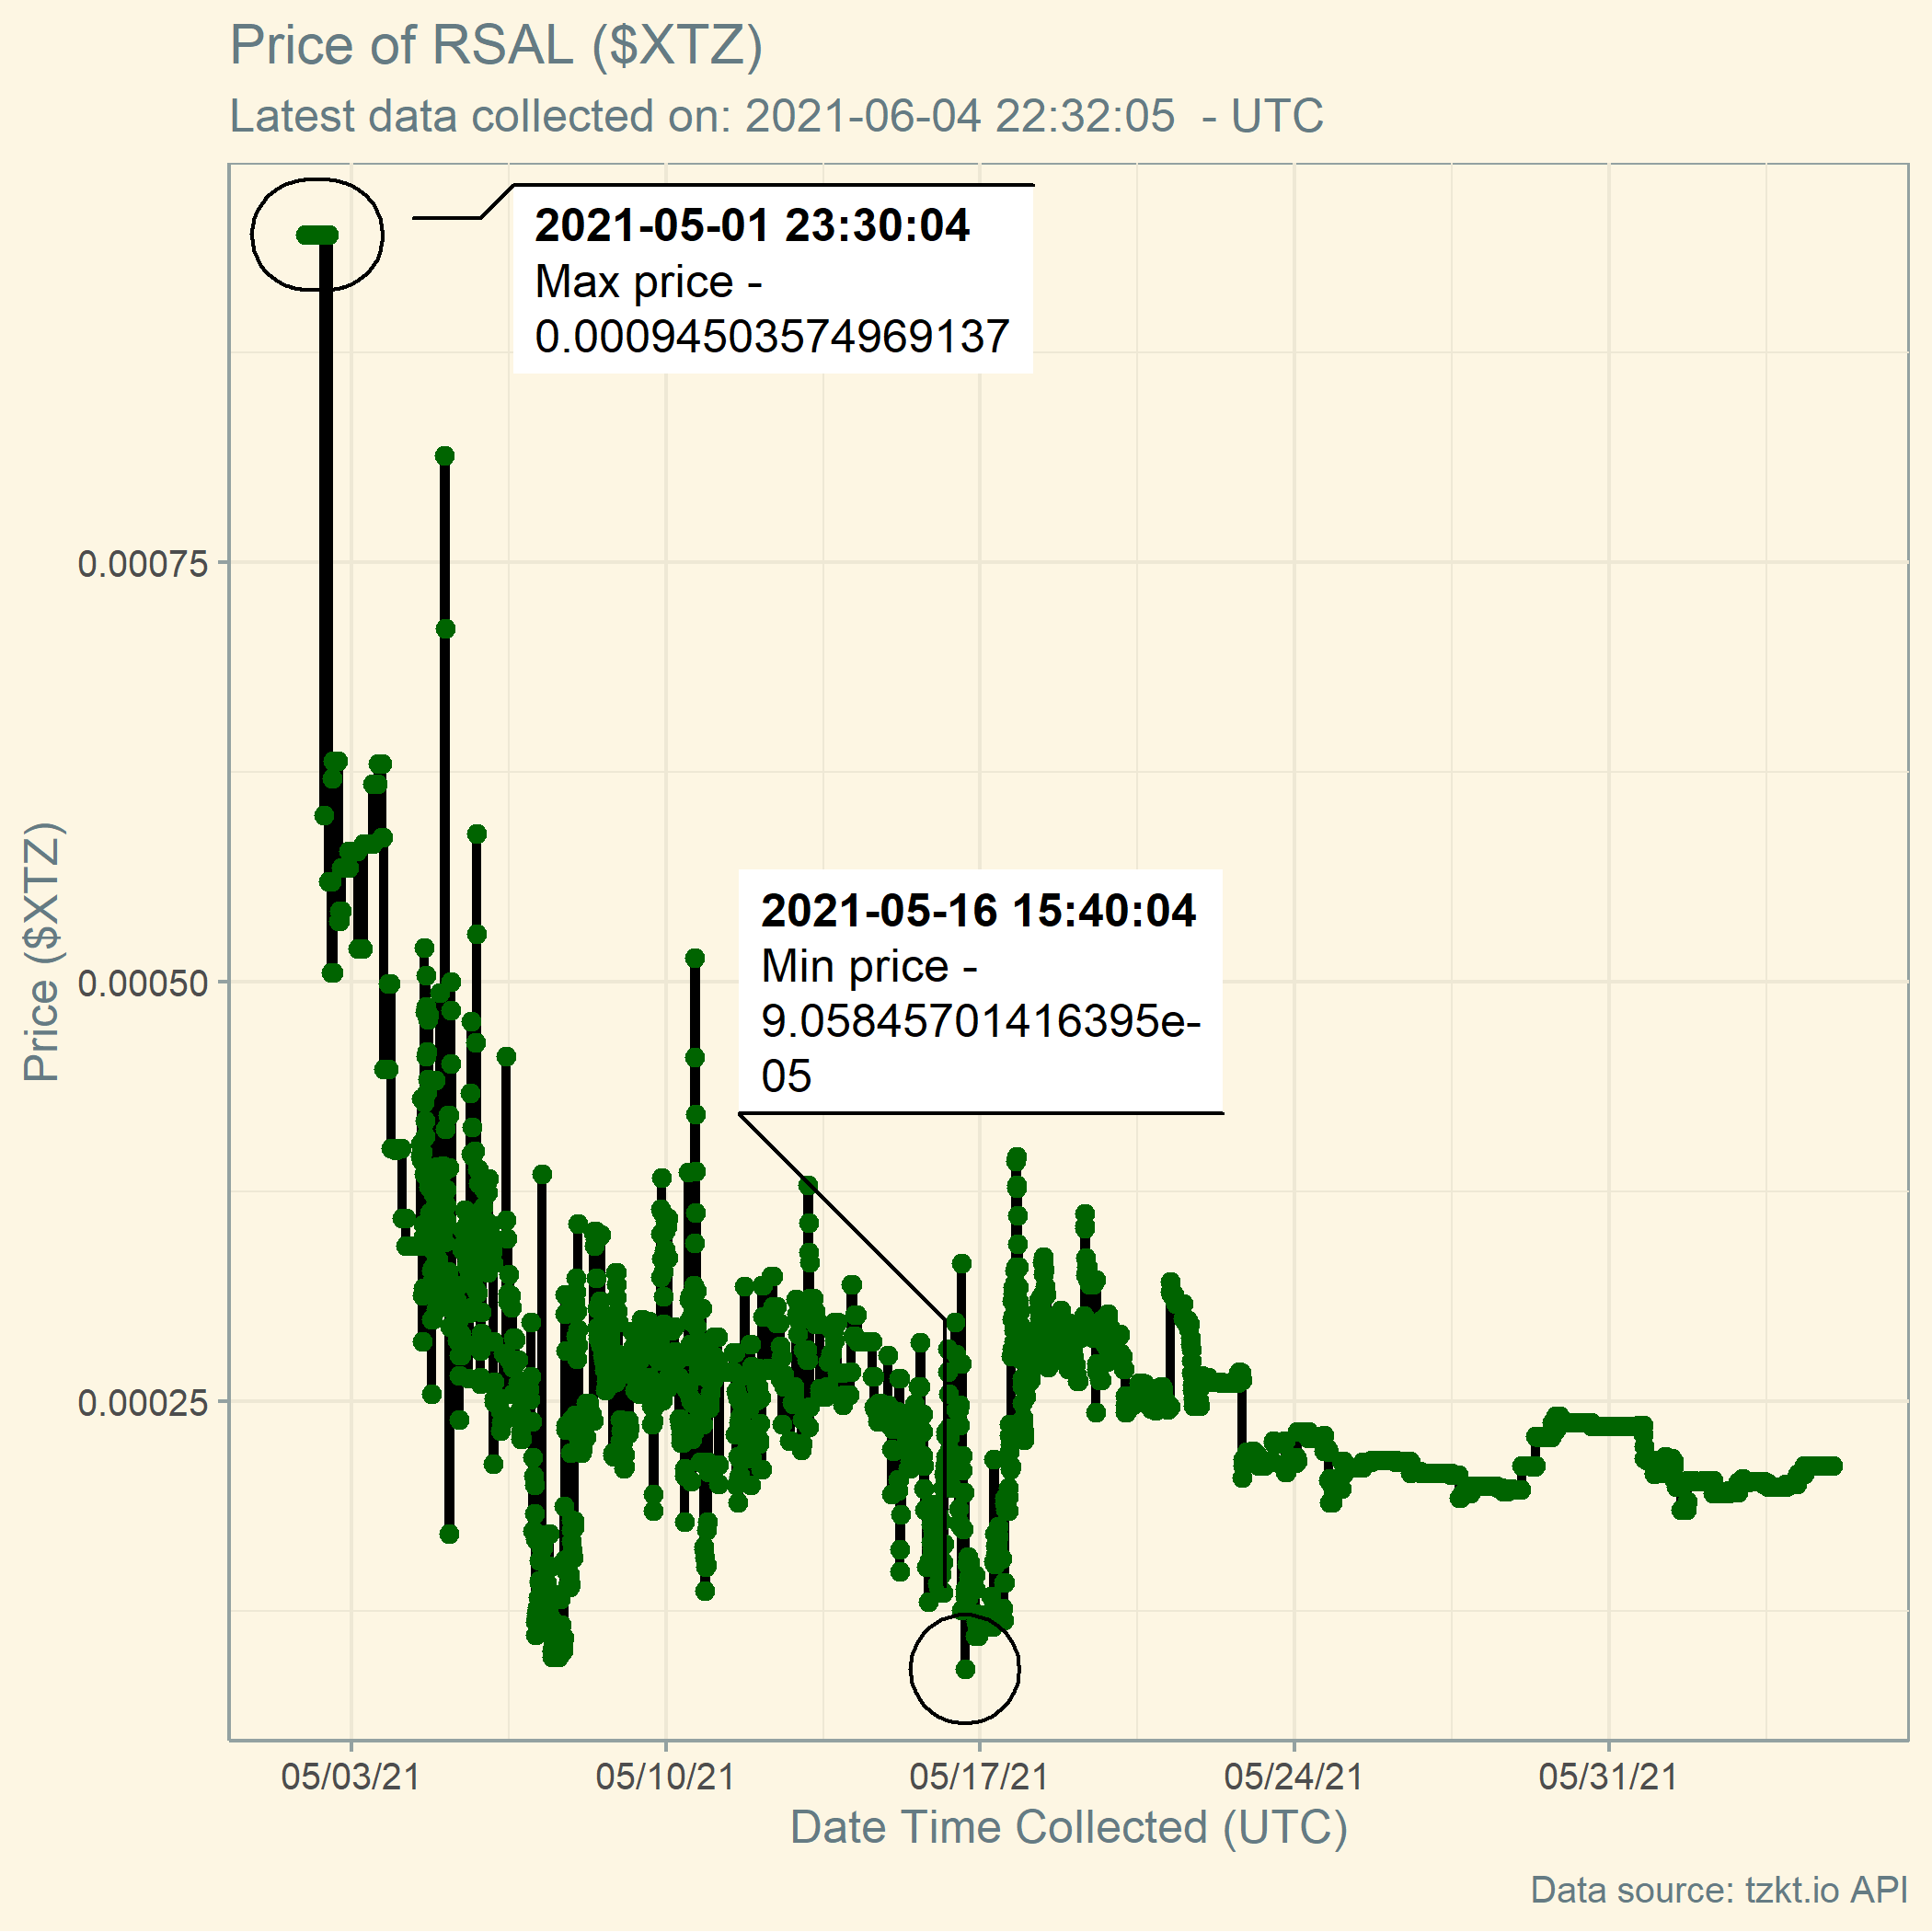 Price of RSAL ($XTZ)
Latest data collected on: 2021-06-04 22:32:05  - UTC
2021-05-01 23:30:04
Max price -
0.000945035574969137
2021-05-16 15:40:04
Min price -
9.05845701416395e-
05
Price ($XTZ)
0.00075
0.00050
0.00025
05/03/21
05/10/21
05/17/21
05/24/21
05/31/21
Date Time Collected (UTC)
Data source: tzkt.io API